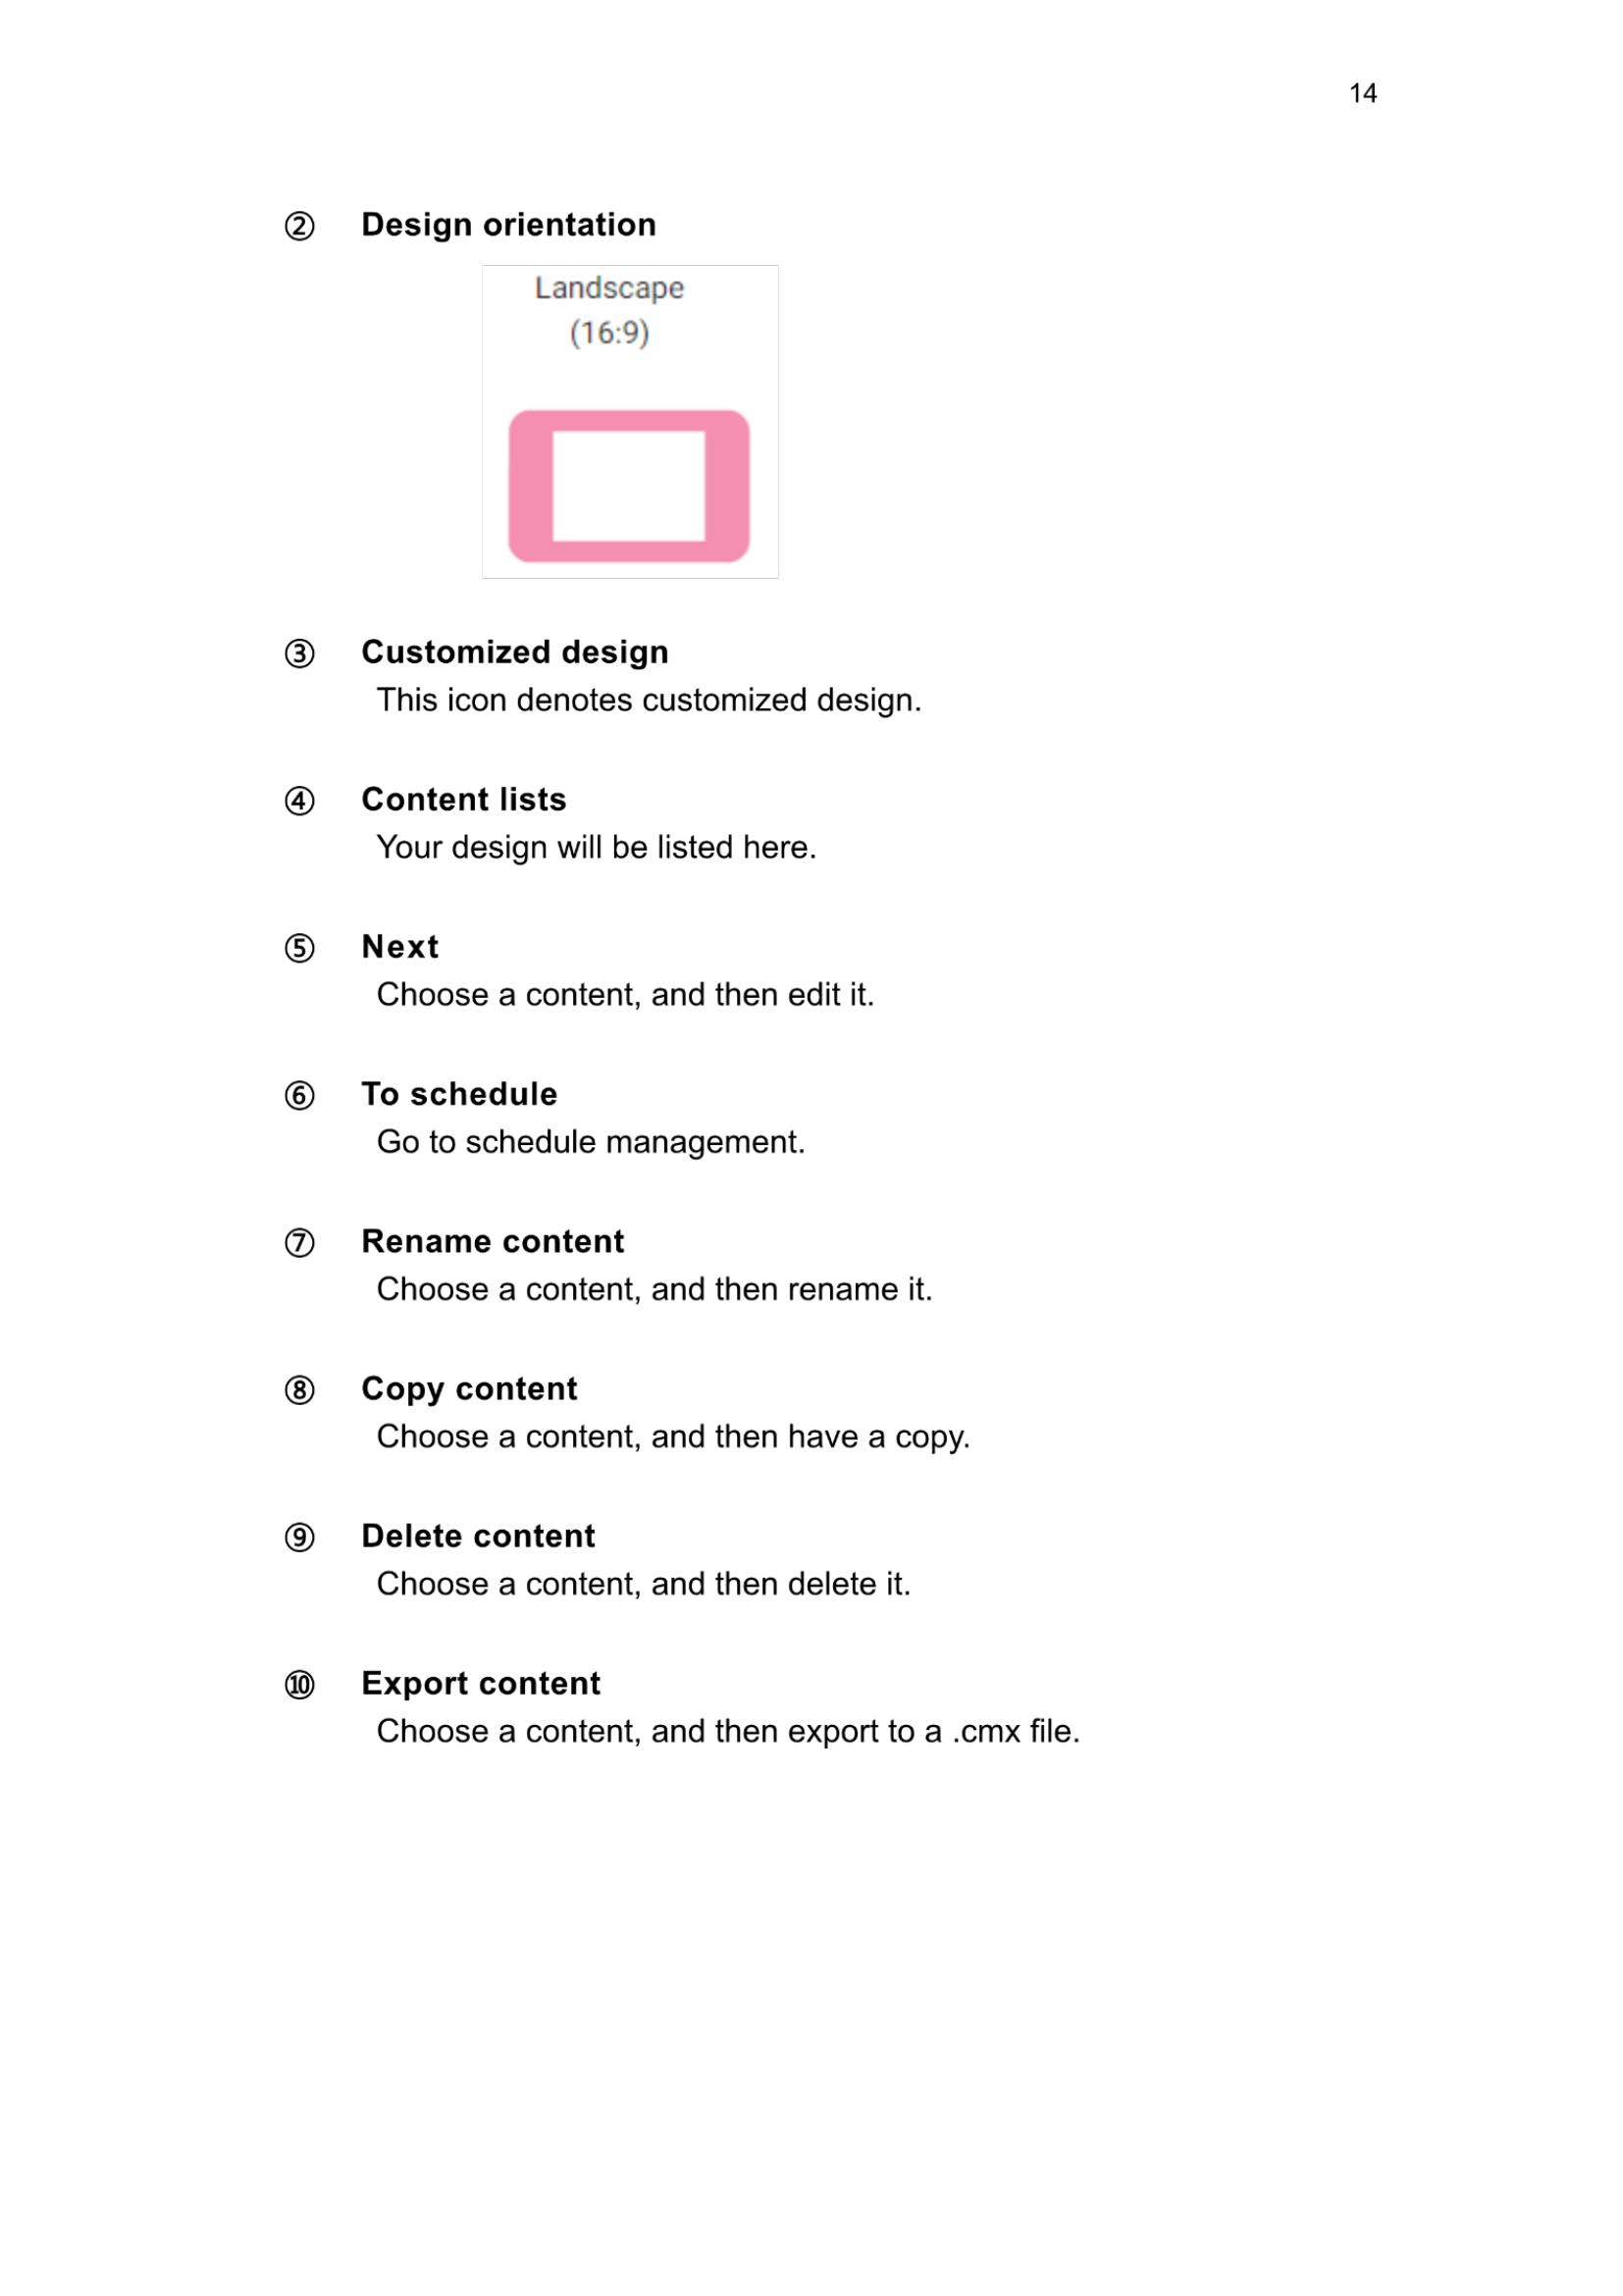 14
② Design orientation
Landscape
(16:9)
③ Customized design
This icon denotes customized design.
④ Content lists
Your design will be listed here.
⑤ Next
Choose a content, and then edit it.
⑥ To schedule
Go to schedule management.
⑦ Rename content
Choose a content, and then rename it.
⑧ Copy content
Choose a content, and then have a copy.
⑨ Delete content
Choose a content, and then delete it.
⑩ Export content
Choose a content, and then export to a .cmx file.